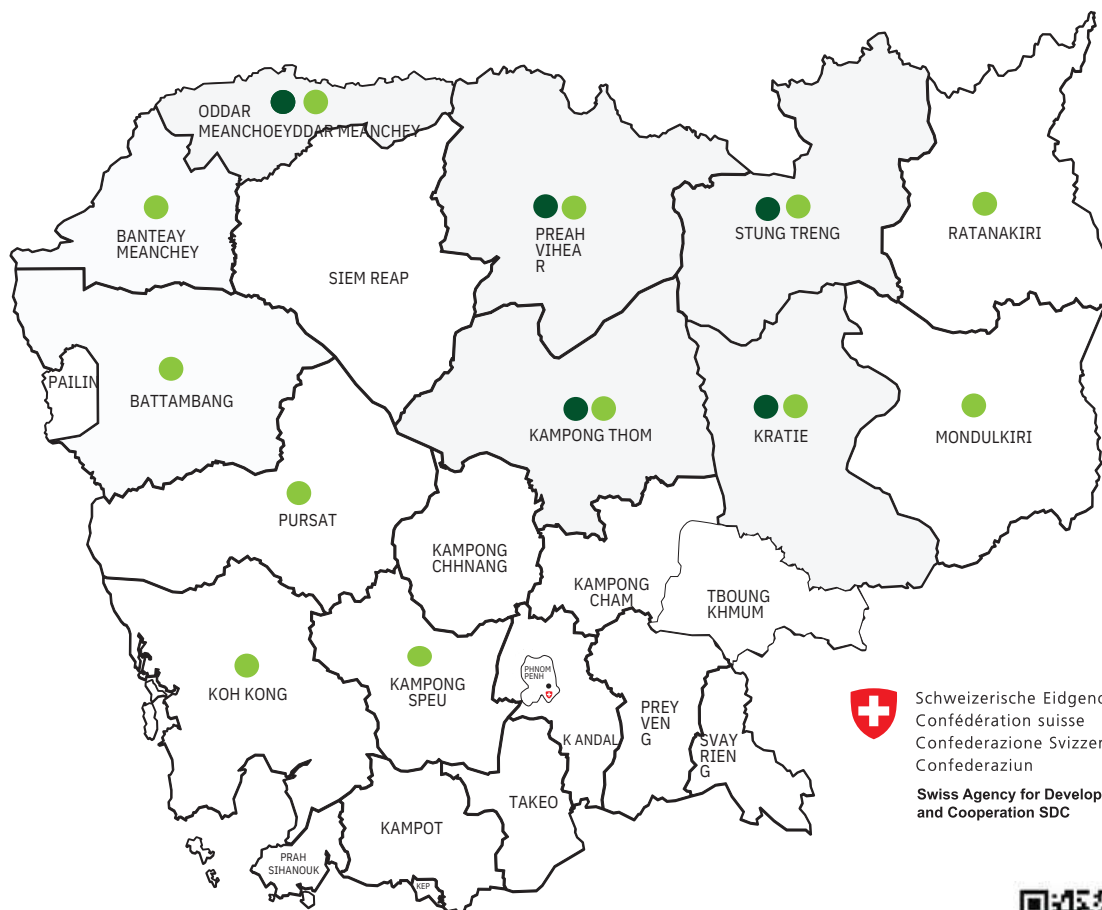 ODDAR
MEANCHOEYDDAR MEANCHEY
BANTEAY
MEANCHEY
SIEM REAP
PREAH
VIHEA
R
STUNG TRENG
RATANAKIRI
PAILIN
BATTAMBANG
KAMPONG THOM
KRATIE
MONDULKIRI
PURSAT
KAMPONG
CHHNANG
KAMPONG
CHAM
TBOUNG
KHMUM
KOH KONG
KAMPONG
SPEU
PHNOM
PENH
K ANDAL
PREY
VEN
G
SVAY
RIEN
G
TAKEO
KAMPOT
PRAH
SIHANOUK
KEP
Schweizerische Eidgeno
Confédération suisse
Confederazione Svizzer
Confederaziun
Swiss Agency for Develop
and Cooperation SDC